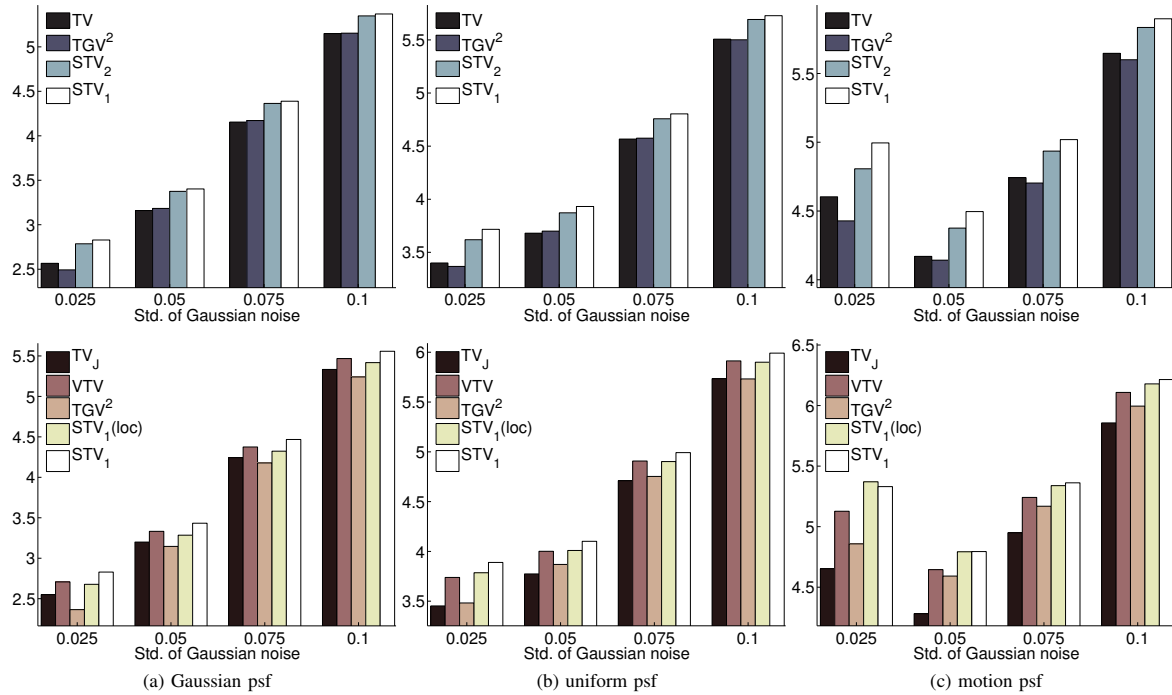 TV
TGV²
STV₂
STV₁
5
4.5
4
3.5
3
2.5
0.025 0.05 0.075 0.1
Std. of Gaussian noise
TV
TGV²
STV₂
STV₁
5.5
5
4.5
4
3.5
0.025 0.05 0.075 0.1
Std. of Gaussian noise
TV
TGV²
STV₂
STV₁
5.5
5
4.5
4
0.025 0.05 0.075 0.1
Std. of Gaussian noise
TV_J
VTV
TGV²
STV₁(loc)
STV₁
5.5
5
4.5
4
3.5
3
2.5
0.025 0.05 0.075 0.1
Std. of Gaussian noise
(a) Gaussian psf
TV_J
VTV
TGV²
STV₁(loc)
STV₁
6
5.5
5
4.5
4
3.5
0.025 0.05 0.075 0.1
Std. of Gaussian noise
(b) uniform psf
TV_J
VTV
TGV²
STV₁(loc)
STV₁
6.5
6
5.5
5
4.5
0.025 0.05 0.075 0.1
Std. of Gaussian noise
(c) motion psf